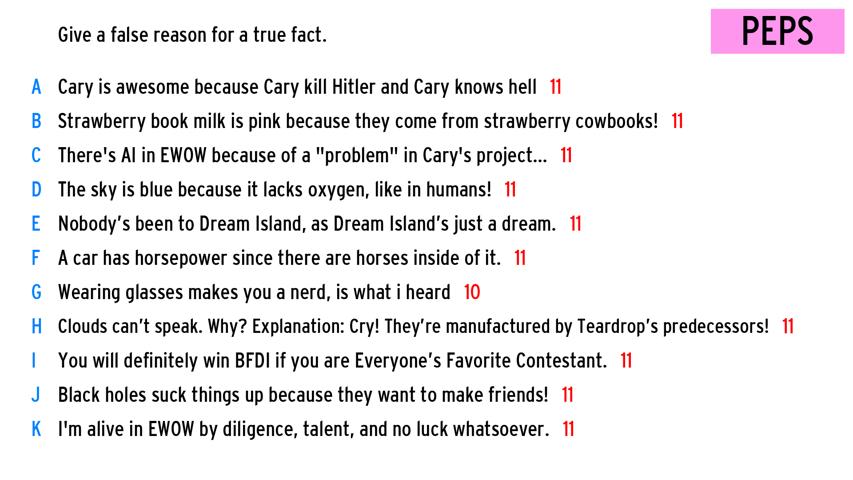 Give a false reason for a true fact.
PEPS
A Cary is awesome because Cary kill Hitler and Cary knows hell 11
B Strawberry book milk is pink because they come from strawberry cowbooks! 11
C There's AI in EWOW because of a "problem" in Cary's project... 11
D The sky is blue because it lacks oxygen, like in humans! 11
E Nobody’s been to Dream Island, as Dream Island’s just a dream. 11
F A car has horsepower since there are horses inside of it. 11
G Wearing glasses makes you a nerd, is what i heard 10
H Clouds can’t speak. Why? Explanation: Cry! They’re manufactured by Teardrop’s predecessors! 11
I You will definitely win BFDI if you are Everyone’s Favorite Contestant. 11
J Black holes suck things up because they want to make friends! 11
K I'm alive in EWOW by diligence, talent, and no luck whatsoever. 11